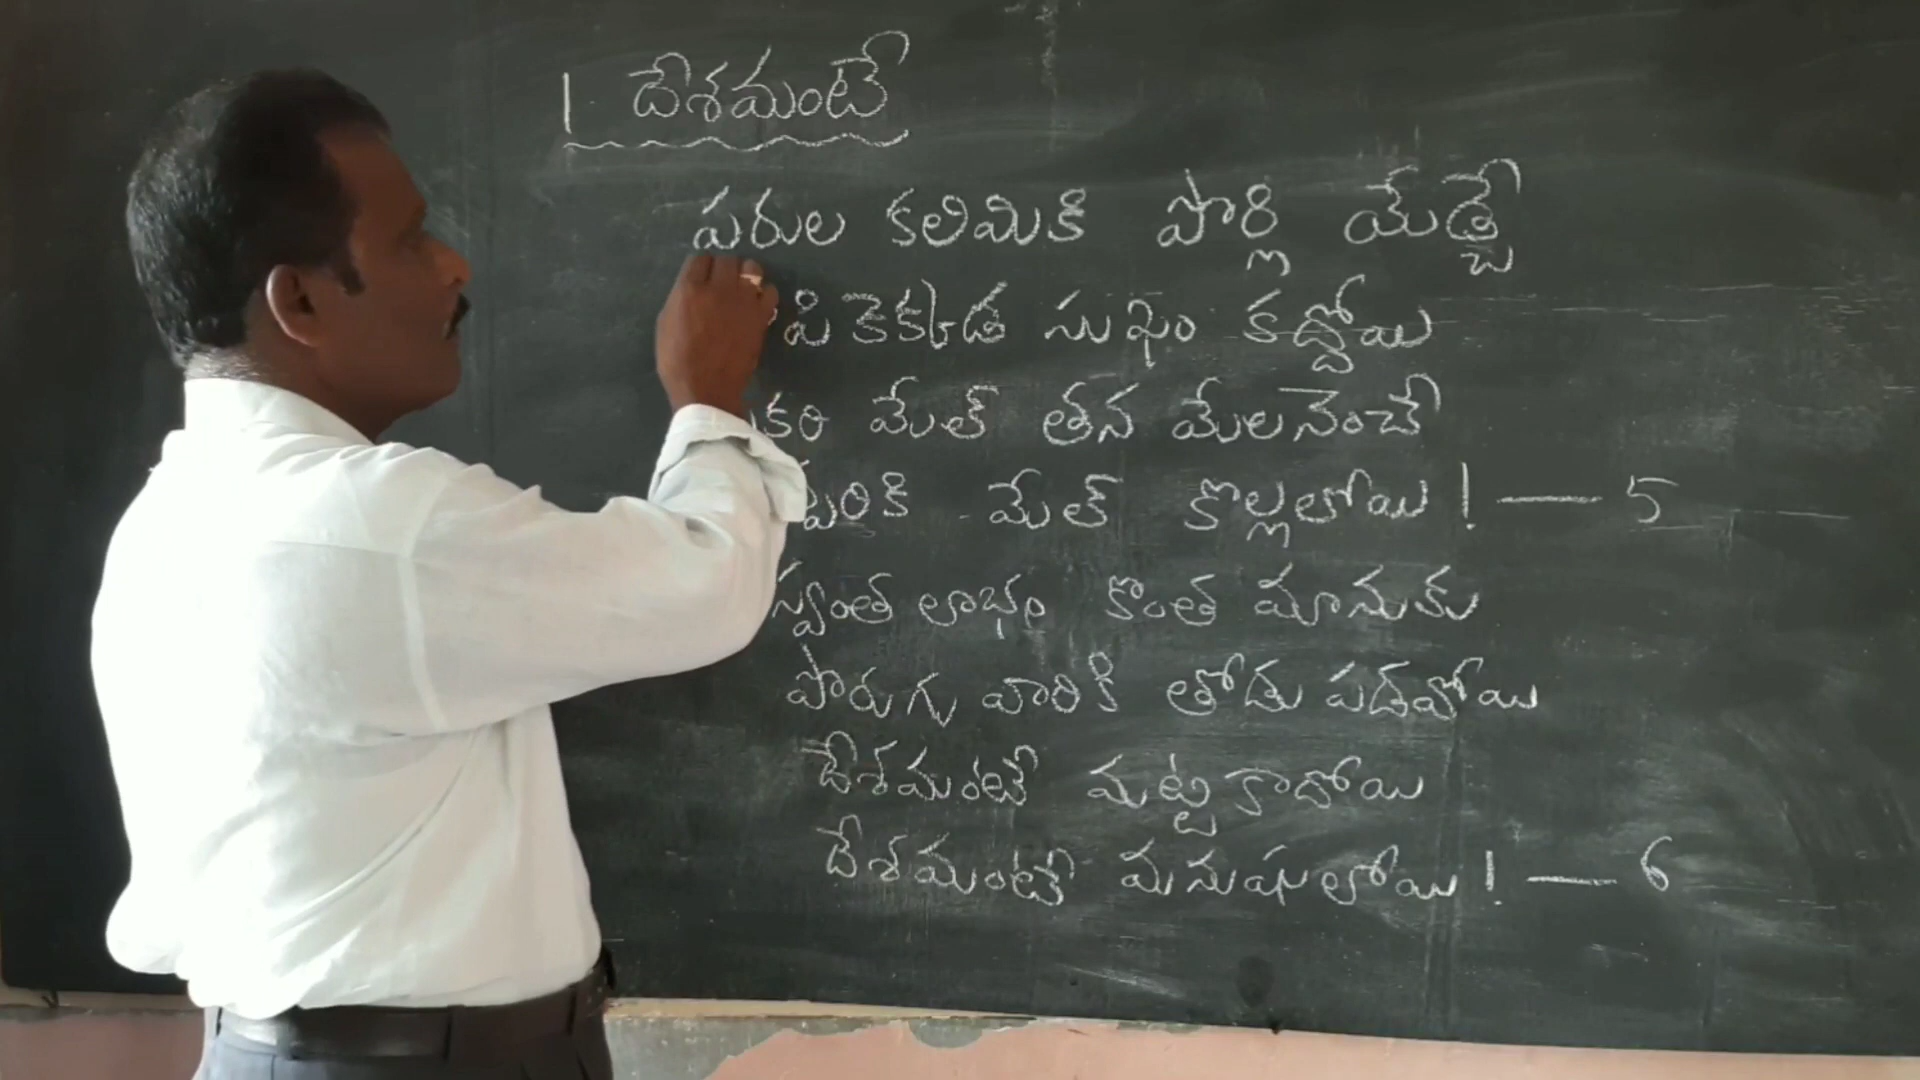 1. దేశమంటే
పరుల కలిమికి పొర్లి యేడ్చే
కెక్కడ సుఖం కద్దోయి
మేల్ తన మేలనెంచే
మేల్ కొల్లలోయి ! — 5
స్వంత లాభం కొంత మానుకు
పొరుగు వారికి తోడు పడవోయి
దేశమంటే మట్టి కాదోయి
దేశమంటే మనుషులోయి ! — 6